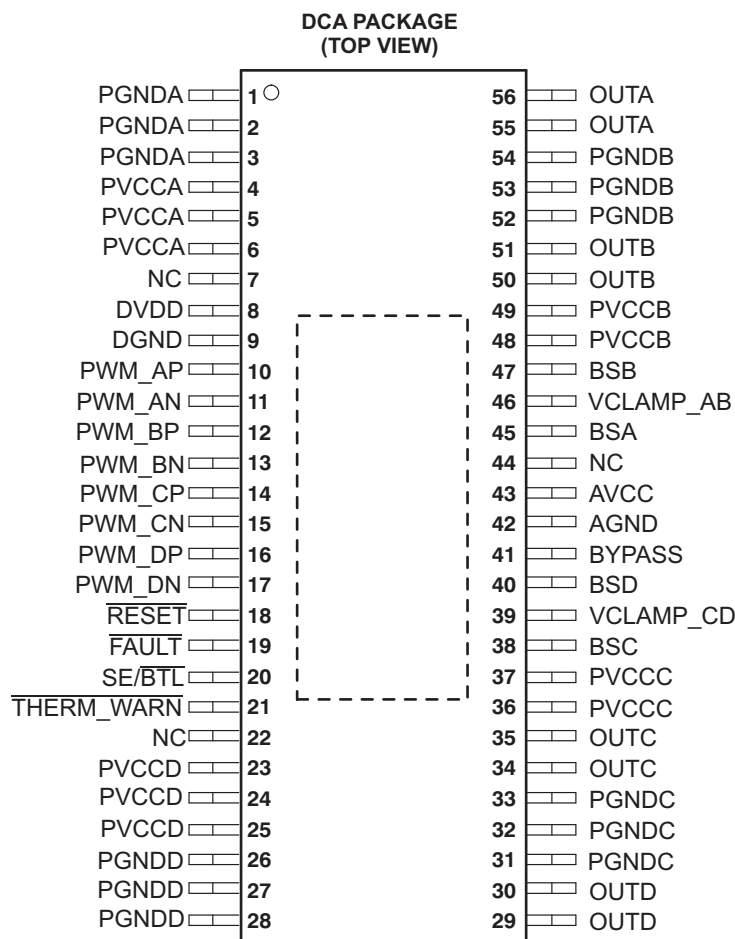 DCA PACKAGE
(TOP VIEW)
PGNDA 1 56 OUTA
PGNDA 2 55 OUTA
PGNDA 3 54 PGNDB
PVCCA 4 53 PGNDB
PVCCA 5 52 PGNDB
PVCCA 6 51 OUTB
NC 7 50 OUTB
DVDD 8 49 PVCCB
DGND 9 48 PVCCB
PWM_AP 10 47 BSB
PWM_AN 11 46 VCLAMP_AB
PWM_BP 12 45 BSA
PWM_BN 13 44 NC
PWM_CP 14 43 AVCC
PWM_CN 15 42 AGND
PWM_DP 16 41 BYPASS
PWM_DN 17 40 BSD
RESET 18 39 VCLAMP_CD
FAULT 19 38 BSC
SE/BTL 20 37 PVCCC
THERM_WARN 21 36 PVCCC
NC 22 35 OUTC
PVCCD 23 34 OUTC
PVCCD 24 33 PGNDC
PVCCD 25 32 PGNDC
PGNDD 26 31 PGNDC
PGNDD 27 30 OUTD
PGNDD 28 29 OUTD